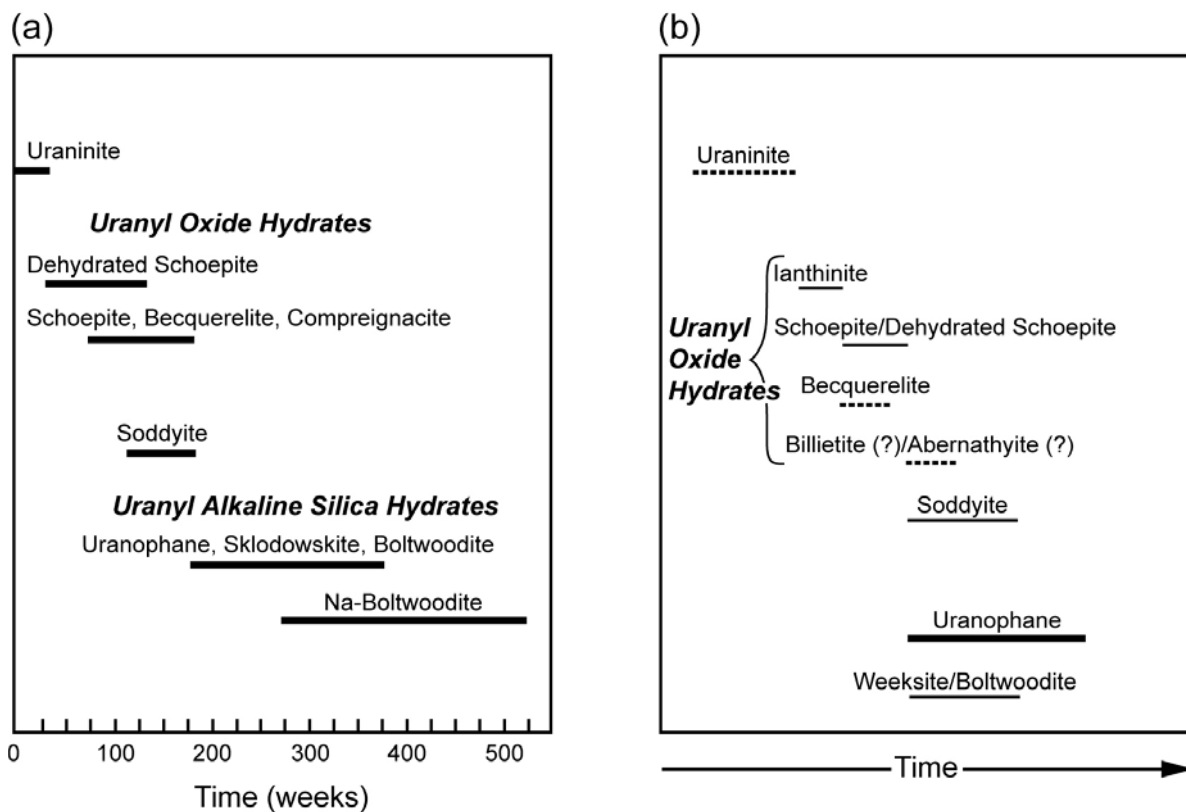 (a)
Uraninite
Uranyl Oxide Hydrates
Dehydrated Schoepite
Schoepite, Becquerelite, Compreignacite
Soddyite
Uranyl Alkaline Silica Hydrates
Uranophane, Sklodowskite, Boltwoodite
Na-Boltwoodite
0 100 200 300 400 500
Time (weeks)
(b)
Uraninite
Ianthinite
Uranyl
Oxide
Hydrates
Schoepite/Dehydrated Schoepite
Becquerelite
Billietite (?)/Abernathyite (?)
Soddyite
Uranophane
Weeksite/Boltwoodite
Time